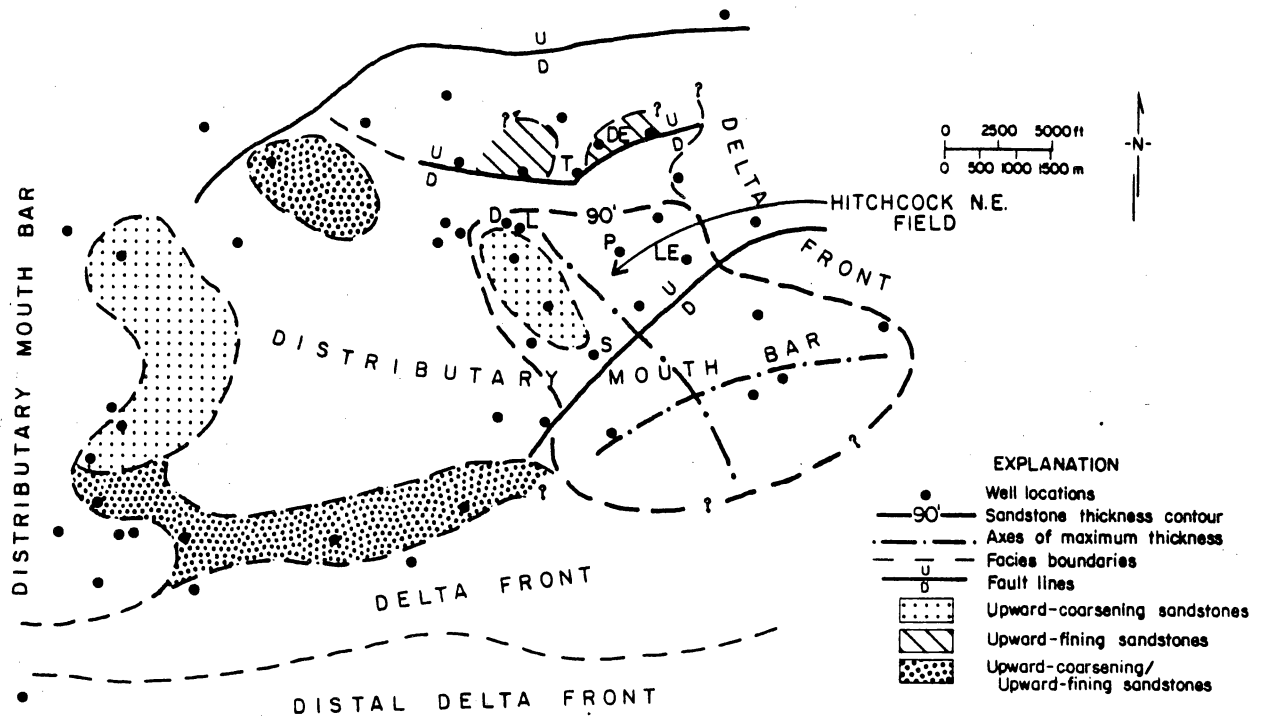 U
D
?
?
?
DE
U
D
U
D
T
DELTA
FRONT
0 2500 5000 ft
0 500 1000 1500 m
-N-
HITCHCOCK N.E.
FIELD
D
L
90'
P
LE
U
D
S
DISTRIBUTARY MOUTH BAR
DISTRIBUTARY MOUTH BAR
?
?
?
DELTA FRONT
DISTAL DELTA FRONT
EXPLANATION
Well locations
90' Sandstone thickness contour
Axes of maximum thickness
Facies boundaries
U
D
Fault lines
Upward-coarsening sandstones
Upward-fining sandstones
Upward-coarsening/
Upward-fining sandstones